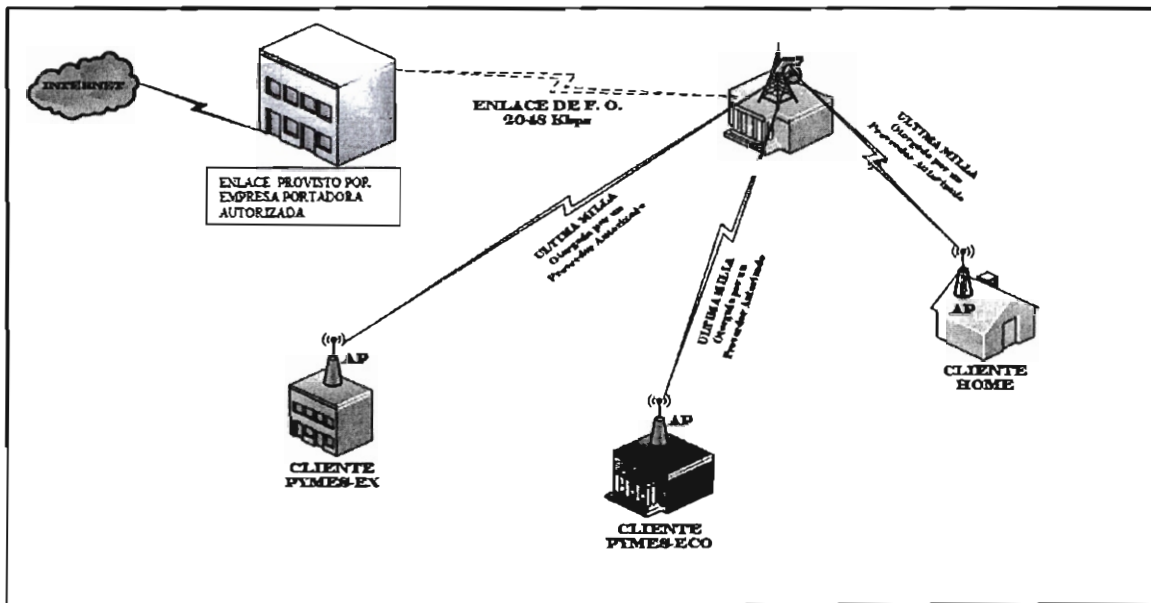 INTERNET
ENLACE DE F. O.
2048 Kbps
ENLACE PROVISTO POR
EMPRESA PORTADORA
AUTORIZADA
ULTIMA MILLA
Otorgada por un
Proveedor Autorizado
ULTIMA MILLA
Otorgada por un
Proveedor Autorizado
ULTIMA MILLA
Otorgada por un
Proveedor Autorizado
AP
CLIENTE
PYMES-EX
AP
CLIENTE
PYMES-ECO
AP
CLIENTE
HOME